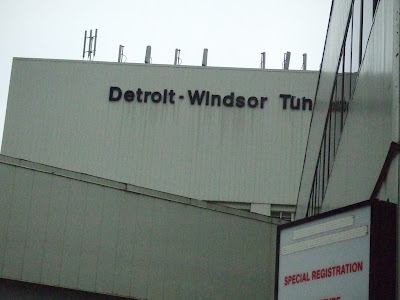 Detroit-Windsor Tun
SPECIAL REGISTRATION